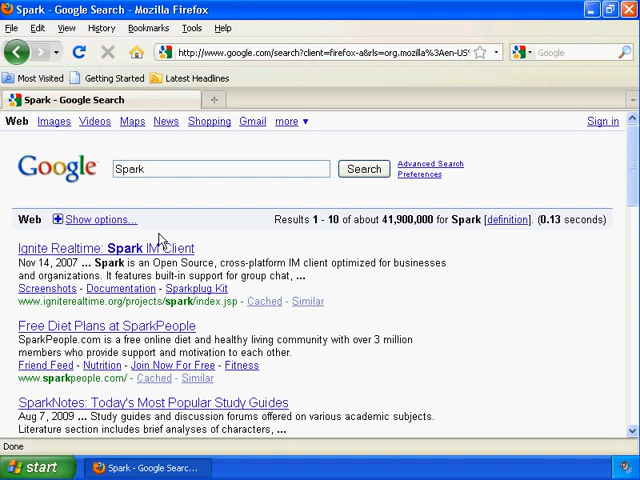 Spark - Google Search - Mozilla Firefox
File Edit View History Bookmarks Tools Help
http://www.google.com/search?client=firefox-a&rls=org.mozilla%3Aen-US% Google
Most Visited Getting Started Latest Headlines
Spark - Google Search
Web Images Videos Maps News Shopping Gmail more ▼ Sign in
Google Spark Search Advanced Search
Preferences
Web Show options... Results 1 - 10 of about 41,900,000 for Spark [definition]. (0.13 seconds)
Ignite Realtime: Spark IM Client
Nov 14, 2007 ... Spark is an Open Source, cross-platform IM client optimized for businesses
and organizations. It features built-in support for group chat, ...
Screenshots - Documentation - Sparkplug Kit
www.igniterealtime.org/projects/spark/index.jsp - Cached - Similar
Free Diet Plans at SparkPeople
SparkPeople.com is a free online diet and healthy living community with over 3 million
members who provide support and motivation to each other.
Friend Feed - Nutrition - Join Now For Free - Fitness
www.sparkpeople.com/ - Cached - Similar
SparkNotes: Today's Most Popular Study Guides
Aug 7, 2009 ... Study guides and discussion forums offered on various academic subjects.
Literature section includes brief analyses of characters, ...
Done
start Spark - Google Searc...